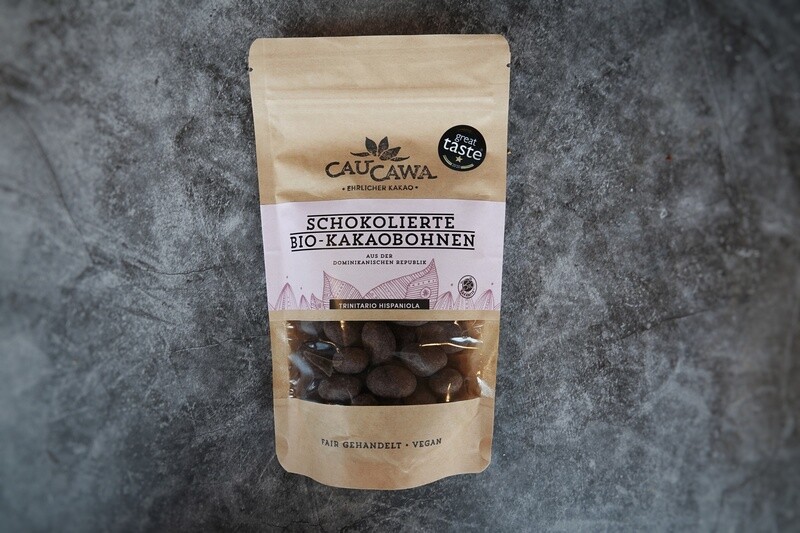 great
taste
CAUCAWA
• EHRLICHER KAKAO •
SCHOKOLIERTE
BIO-KAKAOBOHNEN
AUS DER
DOMINIKANISCHEN REPUBLIK
TRINITARIO HISPANIOLA
FAIR GEHANDELT • VEGAN